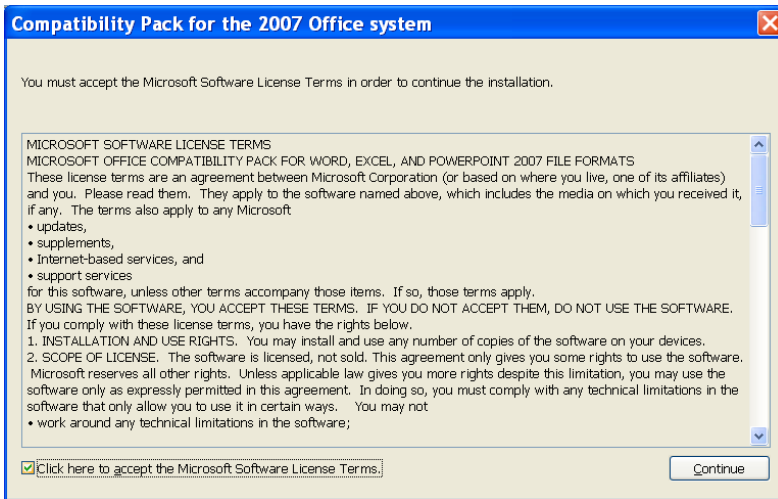 Compatibility Pack for the 2007 Office system
You must accept the Microsoft Software License Terms in order to continue the installation.
MICROSOFT SOFTWARE LICENSE TERMS
MICROSOFT OFFICE COMPATIBILITY PACK FOR WORD, EXCEL, AND POWERPOINT 2007 FILE FORMATS
These license terms are an agreement between Microsoft Corporation (or based on where you live, one of its affiliates)
and you.  Please read them.  They apply to the software named above, which includes the media on which you received it,
if any.  The terms also apply to any Microsoft
• updates,
• supplements,
• Internet-based services, and
• support services
for this software, unless other terms accompany those items.  If so, those terms apply.
BY USING THE SOFTWARE, YOU ACCEPT THESE TERMS.  IF YOU DO NOT ACCEPT THEM, DO NOT USE THE SOFTWARE.
If you comply with these license terms, you have the rights below.
1. INSTALLATION AND USE RIGHTS.  You may install and use any number of copies of the software on your devices.
2. SCOPE OF LICENSE.  The software is licensed, not sold. This agreement only gives you some rights to use the software.
Microsoft reserves all other rights.  Unless applicable law gives you more rights despite this limitation, you may use the
software only as expressly permitted in this agreement.  In doing so, you must comply with any technical limitations in the
software that only allow you to use it in certain ways.    You may not
• work around any technical limitations in the software;
Click here to accept the Microsoft Software License Terms.
Continue